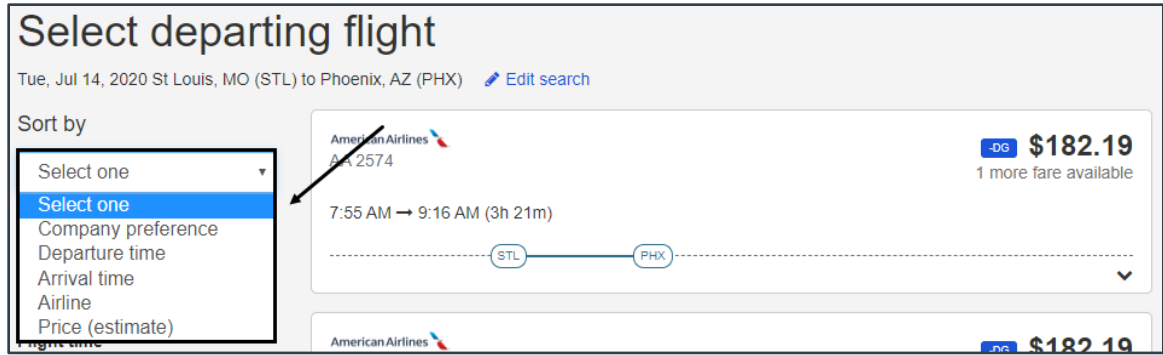 Select departing flight
Tue, Jul 14, 2020 St Louis, MO (STL) to Phoenix, AZ (PHX) Edit search
Sort by
Select one
Select one
Company preference
Departure time
Arrival time
Airline
Price (estimate)
Flight time
American Airlines
AA 2574
-DG $182.19
1 more fare available
7:55 AM → 9:16 AM (3h 21m)
STL PHX
American Airlines
-DG $182.19